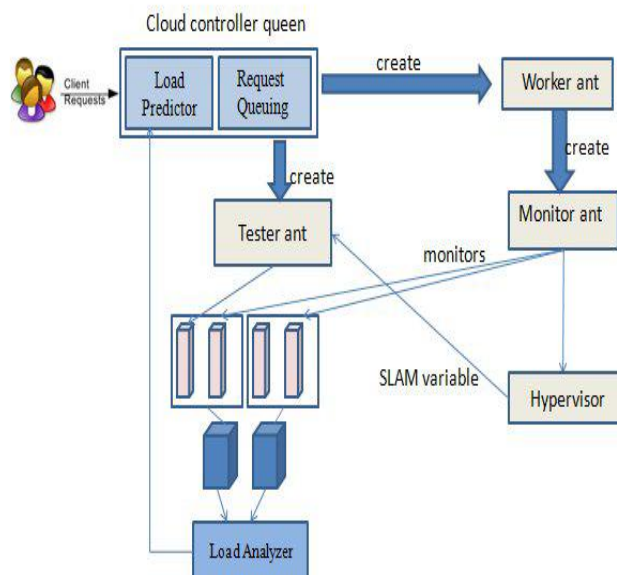 Cloud controller queen
Client
Requests
Load
Predictor
Request
Queuing
create
Worker ant
create
create
Tester ant
Monitor ant
monitors
SLAM variable
Hypervisor
Load Analyzer